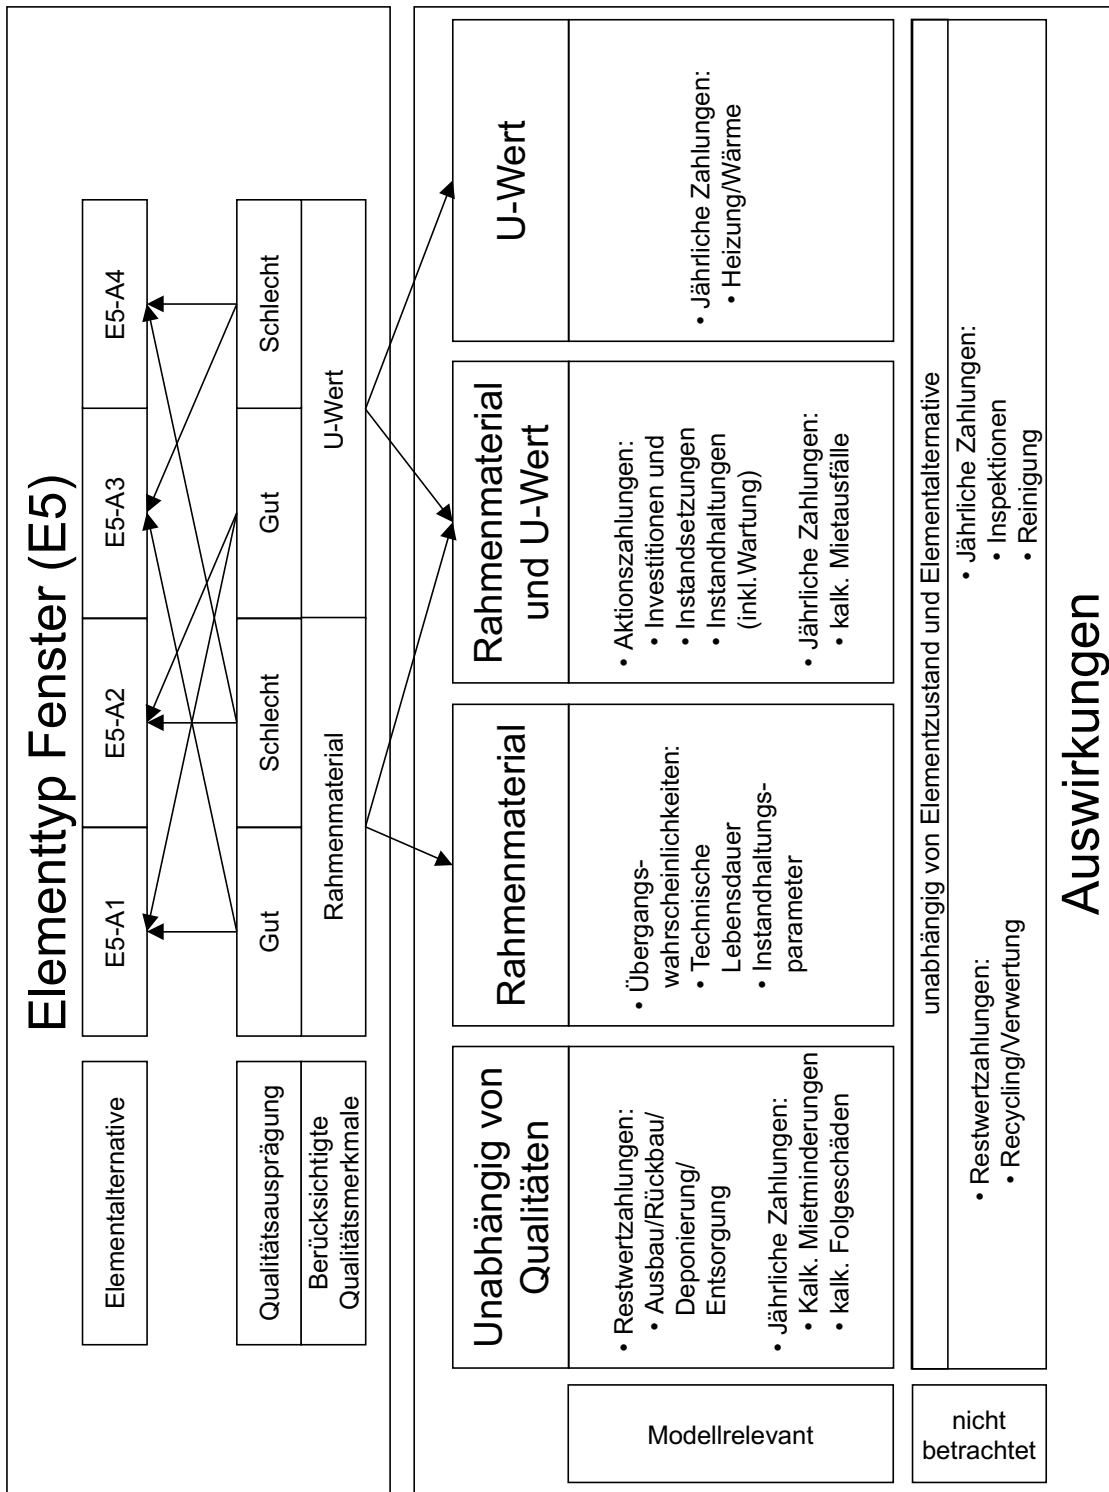 Elementtyp Fenster (E5)
Elementalternative
E5-A1
E5-A2
E5-A3
E5-A4
Qualitätsausprägung
Gut
Schlecht
Gut
Schlecht
Berücksichtigte
Qualitätsmerkmale
Rahmenmaterial
U-Wert
Unabhängig von
Qualitäten
Rahmenmaterial
Rahmenmaterial
und U-Wert
U-Wert
Modellrelevant
• Restwertzahlungen:
• Ausbau/Rückbau/
Deponierung/
Entsorgung
• Jährliche Zahlungen:
• Kalk. Mietminderungen
• kalk. Folgeschäden
• Übergangs-
wahrscheinlichkeiten:
• Technische
Lebensdauer
• Instandhaltungs-
parameter
• Aktionszahlungen:
• Investitionen und
• Instandsetzungen
• Instandhaltungen
(inkl.Wartung)
• Jährliche Zahlungen:
• kalk. Mietausfälle
• Jährliche Zahlungen:
• Heizung/Wärme
nicht
betrachtet
unabhängig von Elementzustand und Elementalternative
• Restwertzahlungen:
• Recycling/Verwertung
• Jährliche Zahlungen:
• Inspektionen
• Reinigung
Auswirkungen